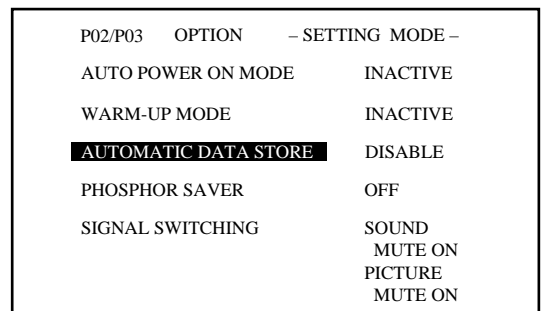 P02/P03 OPTION – SETTING MODE –
AUTO POWER ON MODE INACTIVE
WARM-UP MODE INACTIVE
AUTOMATIC DATA STORE DISABLE
PHOSPHOR SAVER OFF
SIGNAL SWITCHING SOUND
MUTE ON
PICTURE
MUTE ON